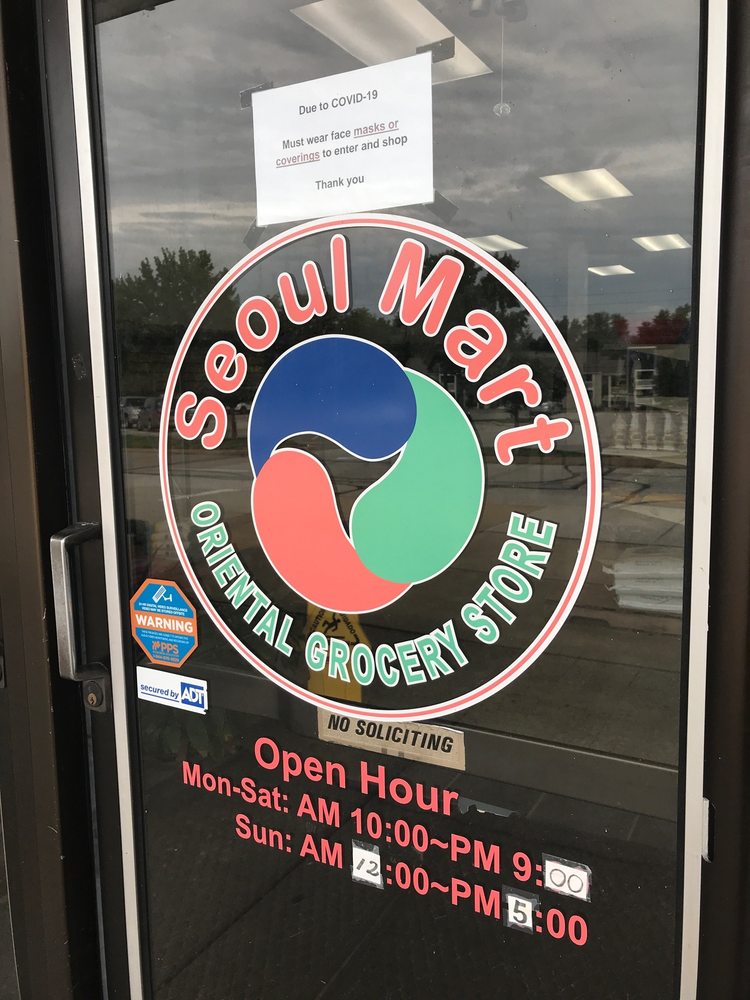 Due to COVID-19
Must wear face masks or
coverings to enter and shop
Thank you
Seoul Mart
ORIENTAL GROCERY STORE
WARNING
PPS
secured by ADT
NO SOLICITING
Open Hour
Mon-Sat: AM 10:00~PM 9:00
Sun: AM 12:00~PM 5:00